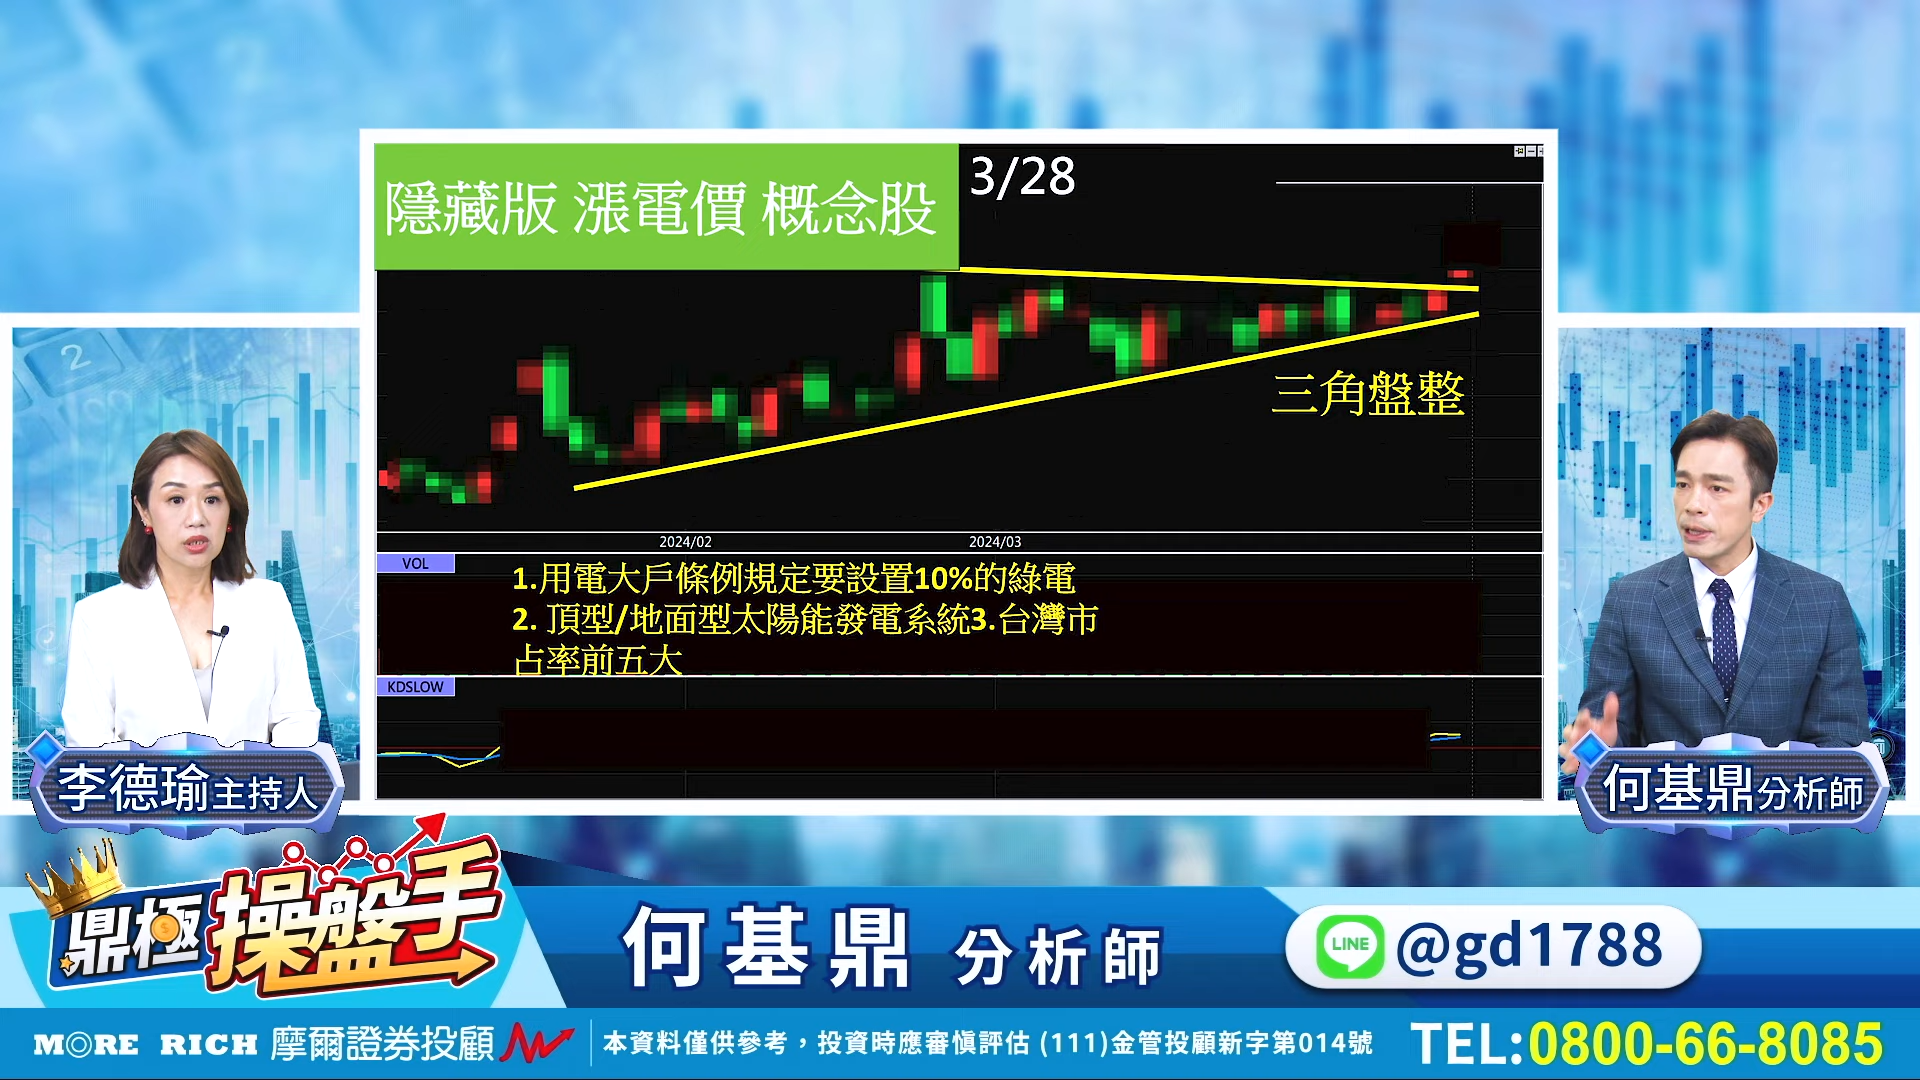 隱藏版 漲電價 概念股
3/28
三角盤整
2024/02
2024/03
VOL
1.用電大戶條例規定要設置10%的綠電
2. 頂型/地面型太陽能發電系統3.台灣市
占率前五大
KDSLOW
李德瑜主持人
何基鼎分析師
鼎極操盤手
何基鼎 分析師
LINE @gd1788
MORE RICH 摩爾證券投顧
本資料僅供參考，投資時應審慎評估 (111)金管投顧新字第014號
TEL:0800-66-8085